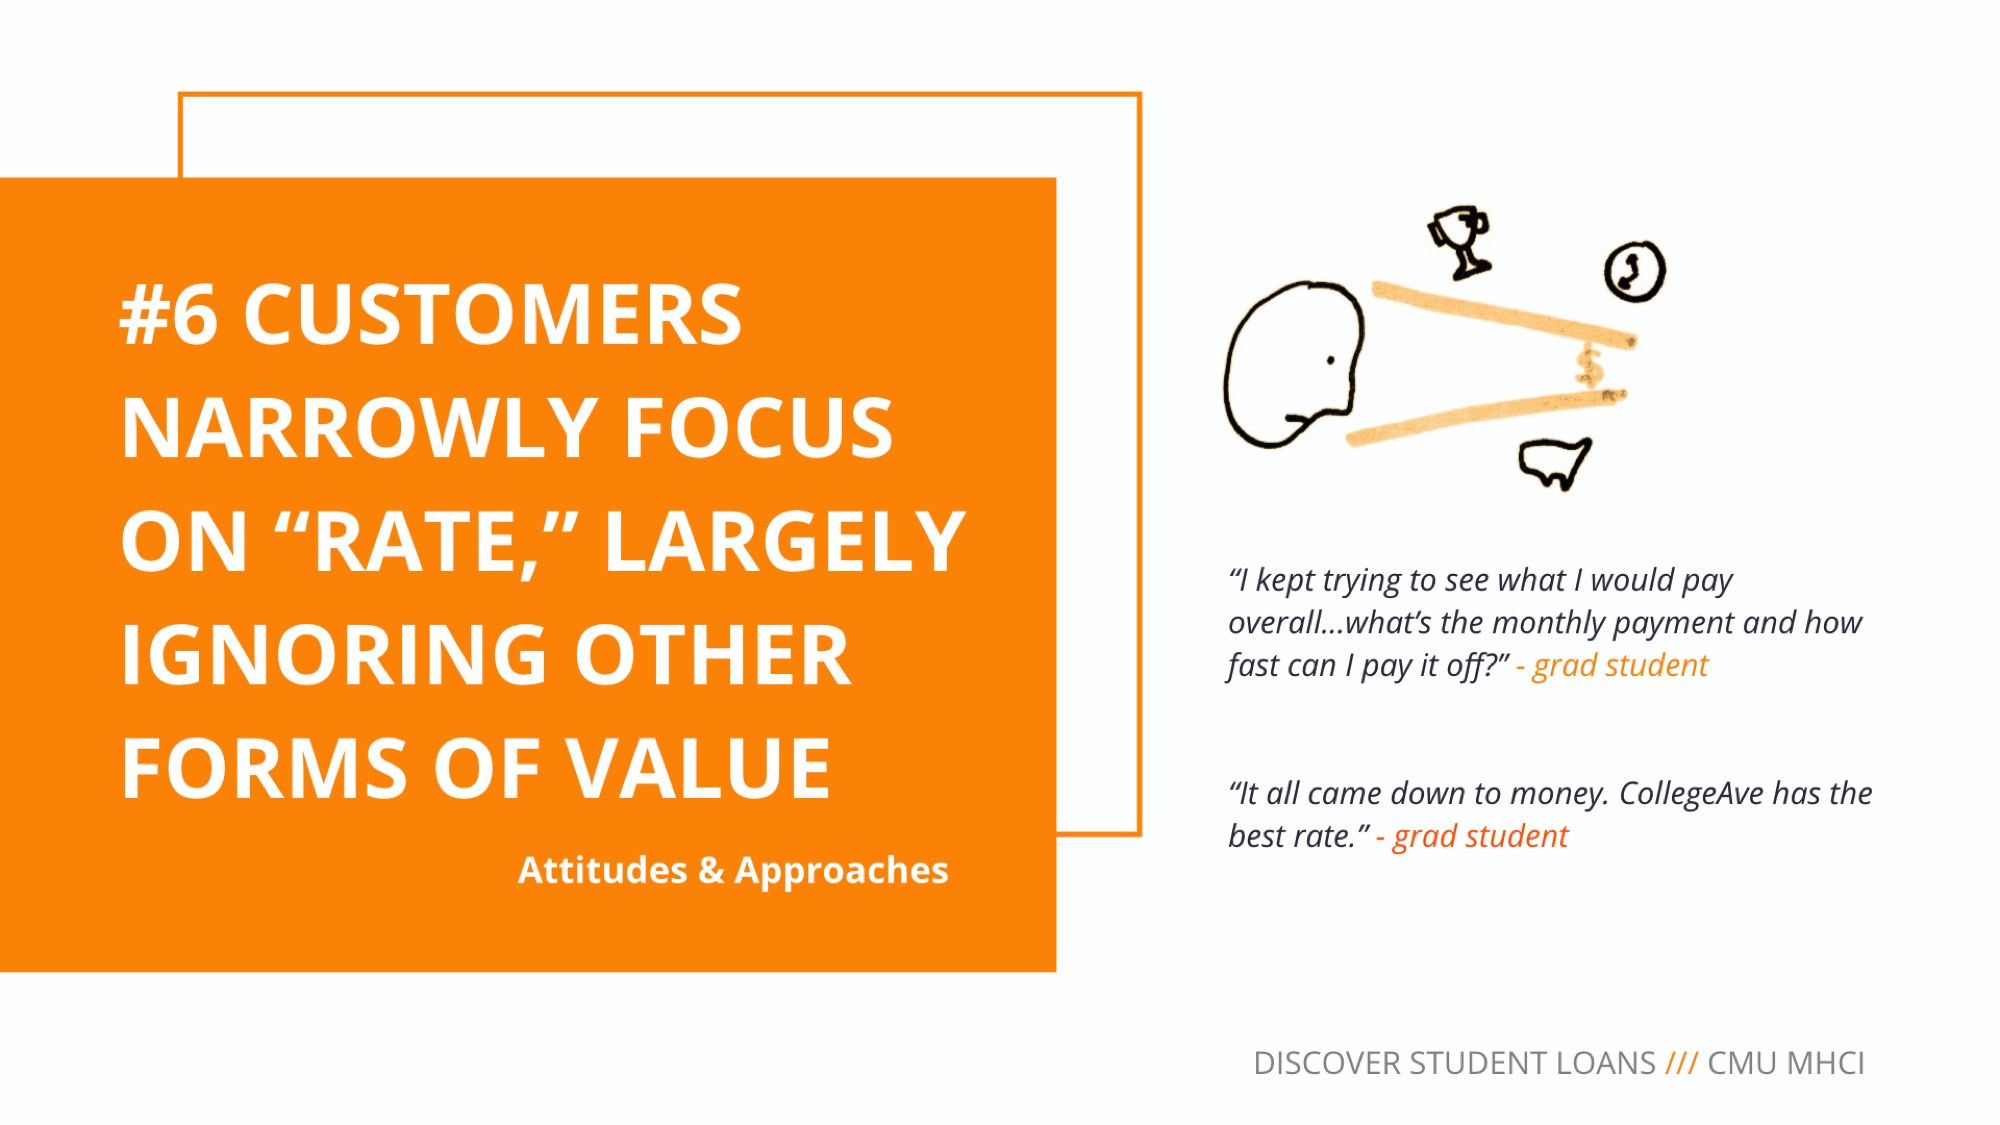 #6 CUSTOMERS
NARROWLY FOCUS
ON “RATE,” LARGELY
IGNORING OTHER
FORMS OF VALUE
Attitudes & Approaches
$
“I kept trying to see what I would pay
overall...what’s the monthly payment and how
fast can I pay it off?” - grad student
“It all came down to money. CollegeAve has the
best rate.” - grad student
DISCOVER STUDENT LOANS /// CMU MHCI